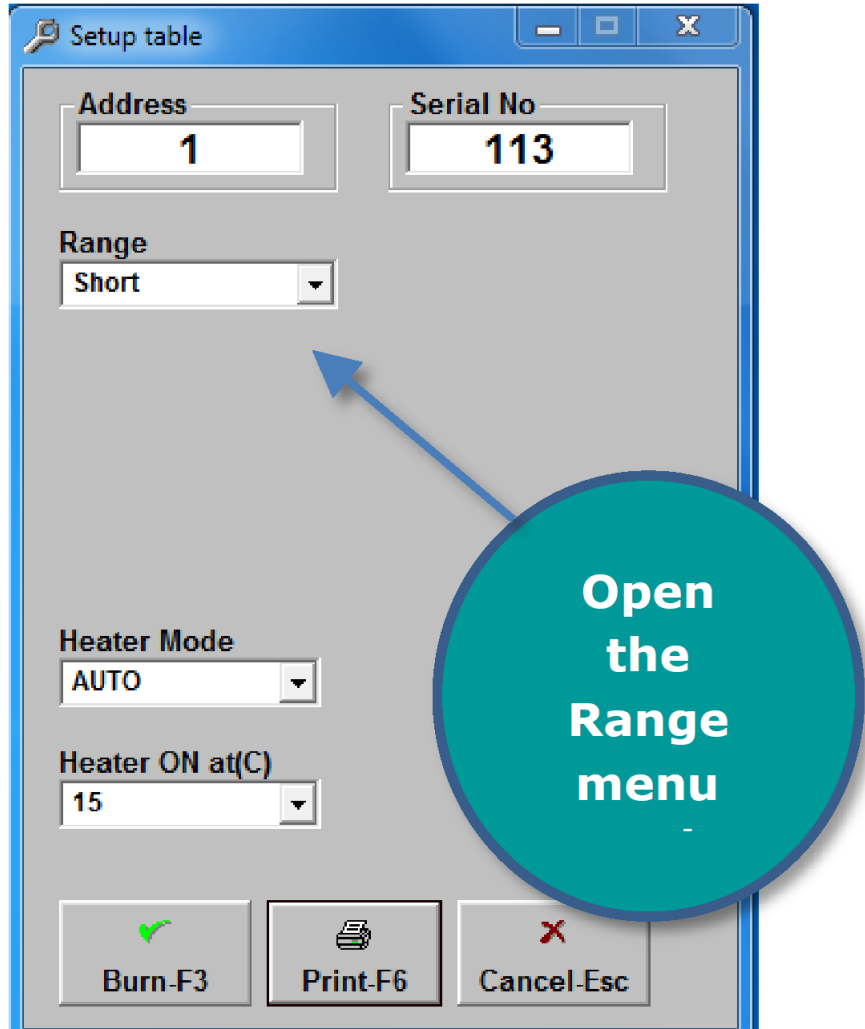 Setup table
Address
Serial No
1
113
Range
Short
Open
the
Range
menu
Heater Mode
AUTO
Heater ON at(C)
15
Burn-F3
Print-F6
Cancel-Esc